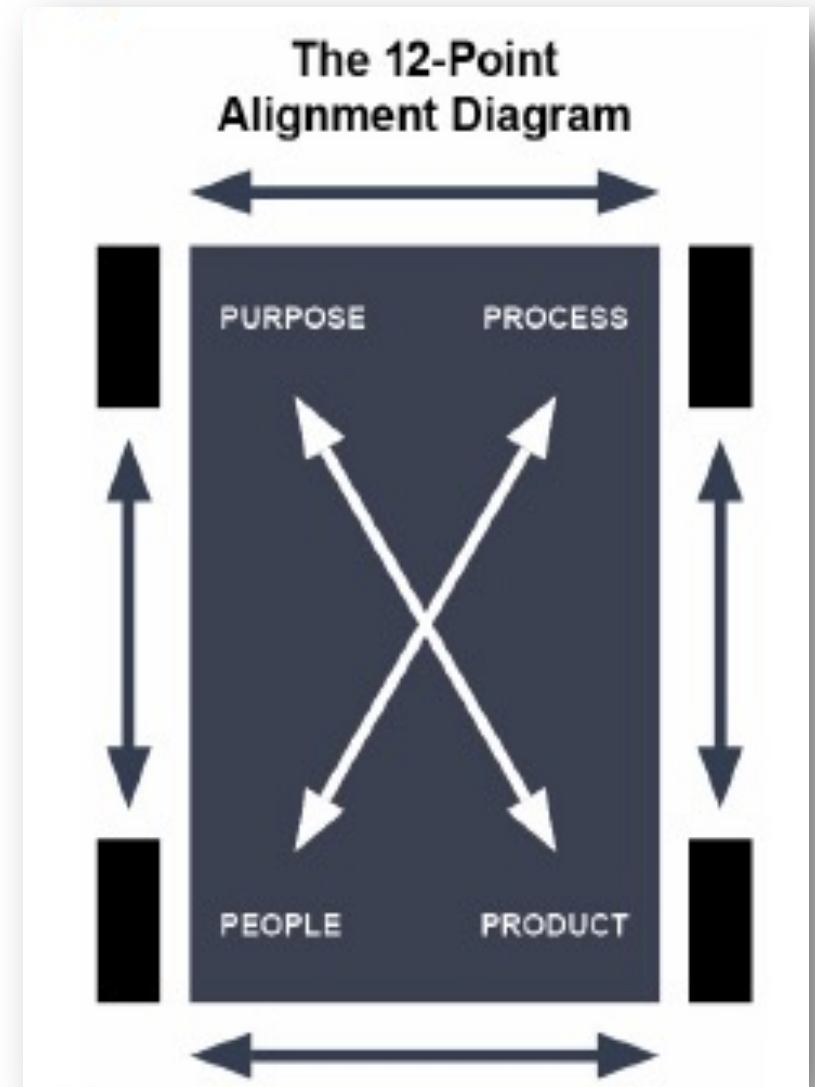 The 12-Point
Alignment Diagram
PURPOSE PROCESS
PEOPLE PRODUCT